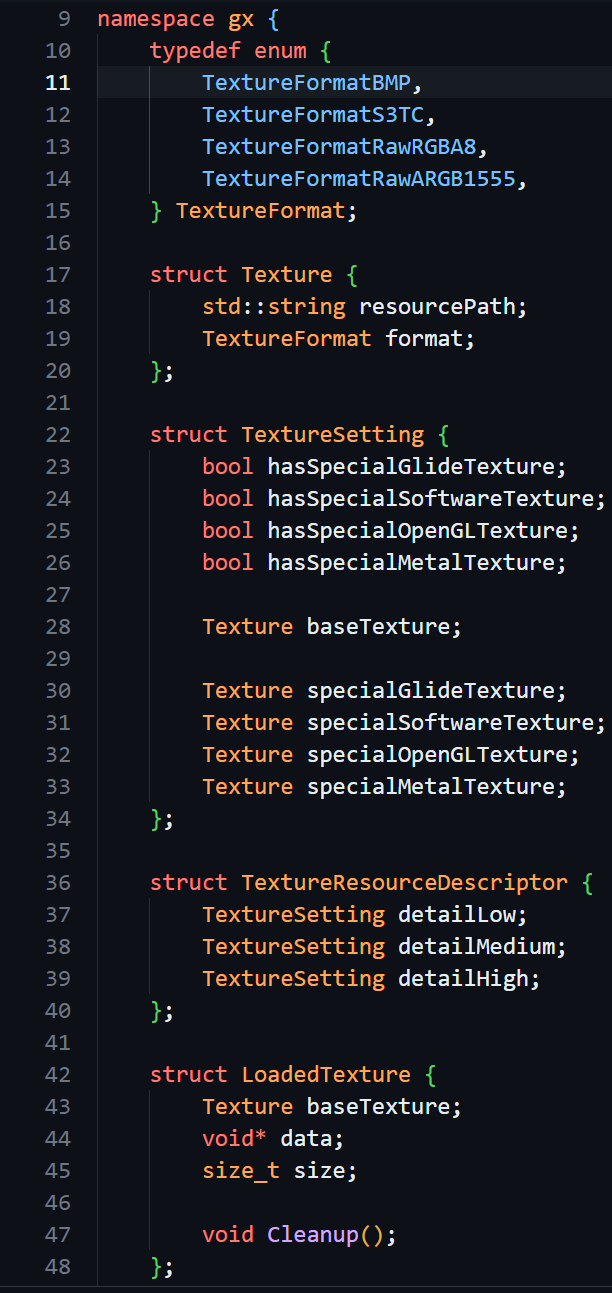 9 namespace gx {
10     typedef enum {
11         TextureFormatBMP,
12         TextureFormatS3TC,
13         TextureFormatRawRGBA8,
14         TextureFormatRawARGB1555,
15     } TextureFormat;
16
17     struct Texture {
18         std::string resourcePath;
19         TextureFormat format;
20     };
21
22     struct TextureSetting {
23         bool hasSpecialGlideTexture;
24         bool hasSpecialSoftwareTexture;
25         bool hasSpecialOpenGLTexture;
26         bool hasSpecialMetalTexture;
27
28         Texture baseTexture;
29
30         Texture specialGlideTexture;
31         Texture specialSoftwareTexture;
32         Texture specialOpenGLTexture;
33         Texture specialMetalTexture;
34     };
35
36     struct TextureResourceDescriptor {
37         TextureSetting detailLow;
38         TextureSetting detailMedium;
39         TextureSetting detailHigh;
40     };
41
42     struct LoadedTexture {
43         Texture baseTexture;
44         void* data;
45         size_t size;
46
47         void Cleanup();
48     };